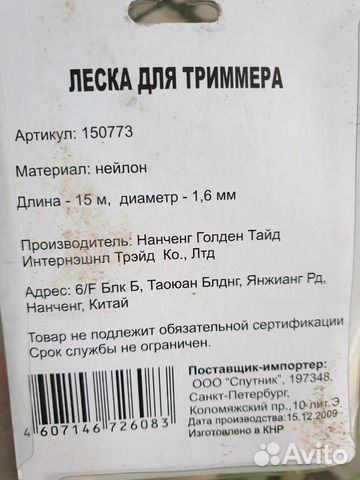 ЛЕСКА ДЛЯ ТРИММЕРА
Артикул: 150773
Материал: нейлон
Длина - 15 м,  диаметр - 1,6 мм
Производитель: Нанченг Голден Тайд
Интернэшнл Трэйд  Ко., Лтд
Адрес: 6/F Блк Б, Таоюан Блднг, Янжианг Рд,
Нанченг, Китай
Товар не подлежит обязательной сертификации
Срок службы не ограничен.
Поставщик-импортер:
ООО "Спутник", 197348,
Санкт-Петербург,
Коломяжский пр.,10 лит Э
Дата производства: 15.12.2009
Изготовлено в КНР
4 607146 726083
Avito